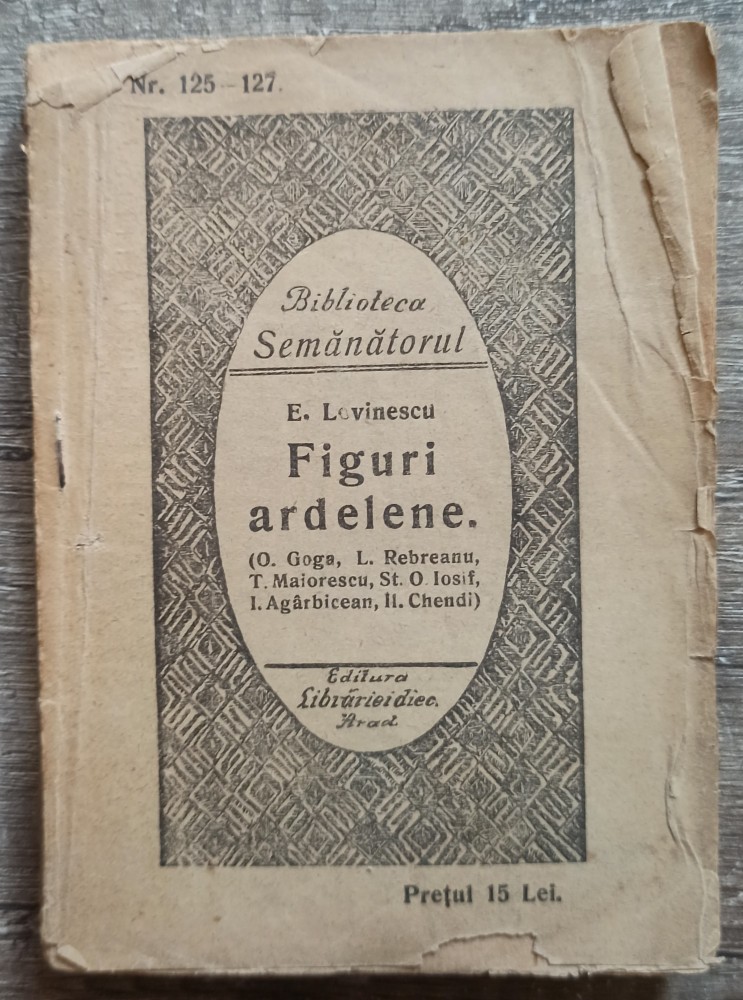 Nr. 125-127.
Biblioteca
Semănătorul
E. Lovinescu
Figuri
ardelene.
(O. Goga, L. Rebreanu,
T. Maiorescu, St. O. Iosif,
I. Agârbicean, Il. Chendi)
Editura
Librăriei diec.
Arad.
Prețul 15 Lei.